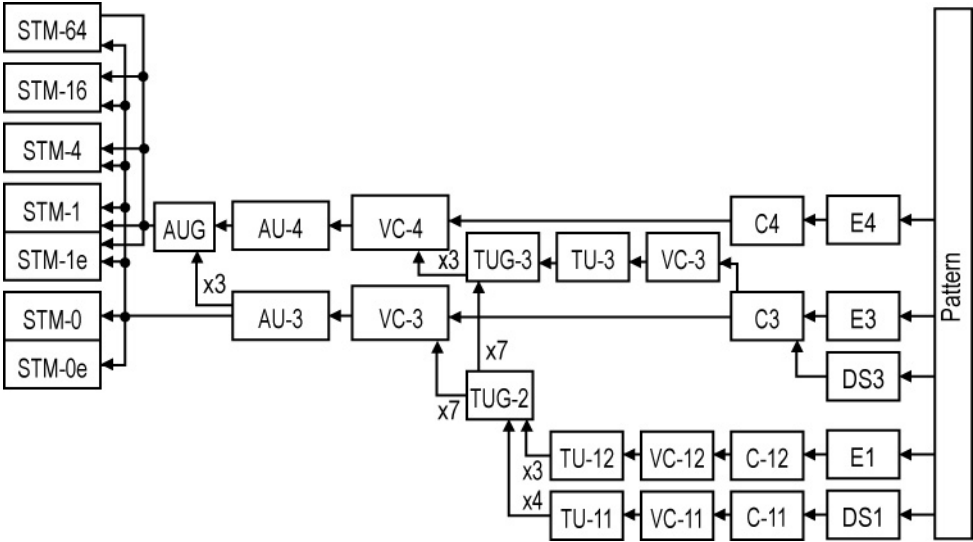 STM-64
STM-16
STM-4
STM-1
STM-1e
STM-0
STM-0e
AUG
AU-4
VC-4
C4
E4
x3
TUG-3
TU-3
VC-3
x3
AU-3
VC-3
C3
E3
x7
DS3
x7
TUG-2
x3
TU-12
VC-12
C-12
E1
x4
TU-11
VC-11
C-11
DS1
Pattern